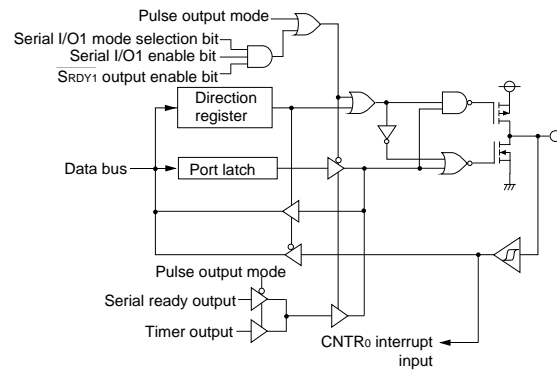 Pulse output mode
Serial I/O1 mode selection bit
Serial I/O1 enable bit
SRDY1 output enable bit
Direction
register
Data bus
Port latch
Pulse output mode
Serial ready output
Timer output
CNTR0 interrupt
input